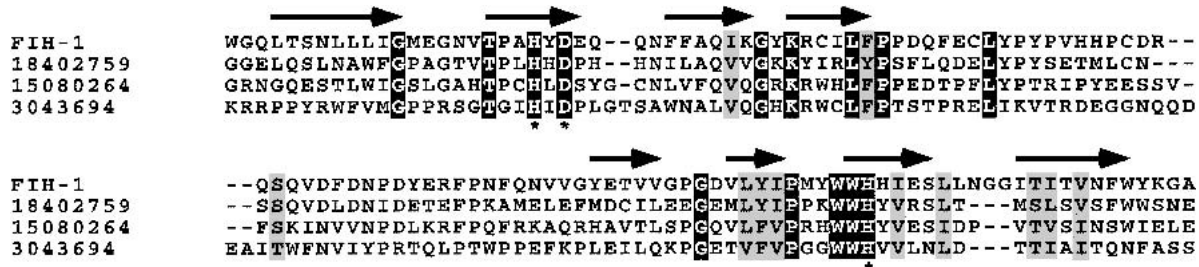 FIH-1 WGQLTSNLLLIGMEGNVTPAHYDEQ--QNFFAQIKGYKRCILFPPDQFECLYPYPVHHPCDR--
18402759 GGELQSLNAWFGPAGTVTPLHHDPH--HNILAQVVGKKYIRLYPSFLQDELYPYSETMLCN---
15080264 GRNGQESTLWIGSLGAHTPCHLDSYG-CNLVFQVQGRKRWHLFPPEDTPFLYPTRIPYEESSV-
3043694 KRRPPYRWFVMGPPRSGTGIHIDPLGTSAWNALVQGHKRWCLFPTSTPRELIKVTRDEGGNQQD
* *
FIH-1 --QSQVDFDNPDYERFPNFQNVVGYETVVGPGDVLYIPMYWWHHIESLLNGGITITVNFWYKGA
18402759 --SSQVDLDNIDETEFPKAMELEFMDCILEEGEMLYIPPKWWHYVRSLT---MSLSVSFWWSNE
15080264 --FSKINVVNPDLKRFPQFRKAQRHAVTLSPGQVLFVPRHWWHYVESIDP--VTVSINSWIELE
3043694 EAITWFNVIYPRTQLPTWPPEFKPLEILQKPGETVFVPGGWWHVVLNLD---TTIAITQNFASS
*